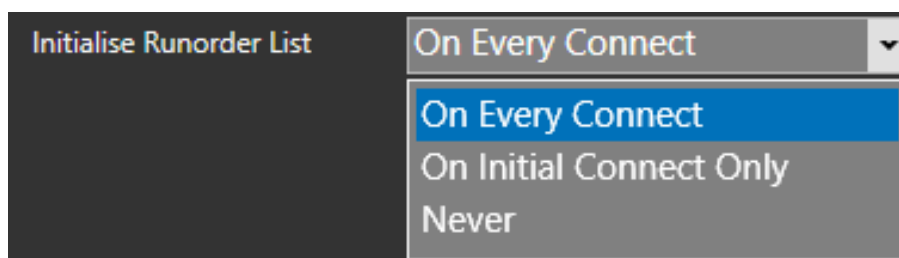 Initialise Runorder List
On Every Connect
On Every Connect
On Initial Connect Only
Never